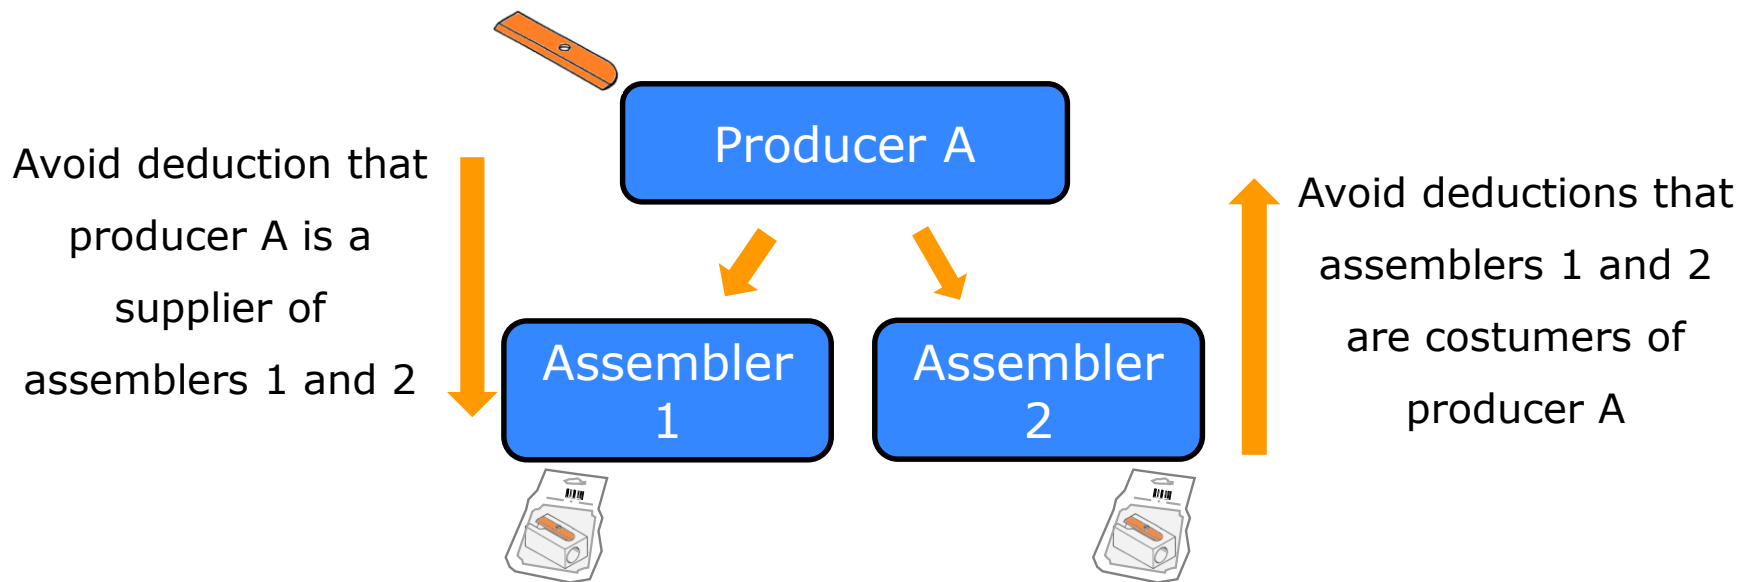 Producer A
Avoid deduction that
producer A is a
supplier of
assemblers 1 and 2
Avoid deductions that
assemblers 1 and 2
are costumers of
producer A
Assembler
1
Assembler
2